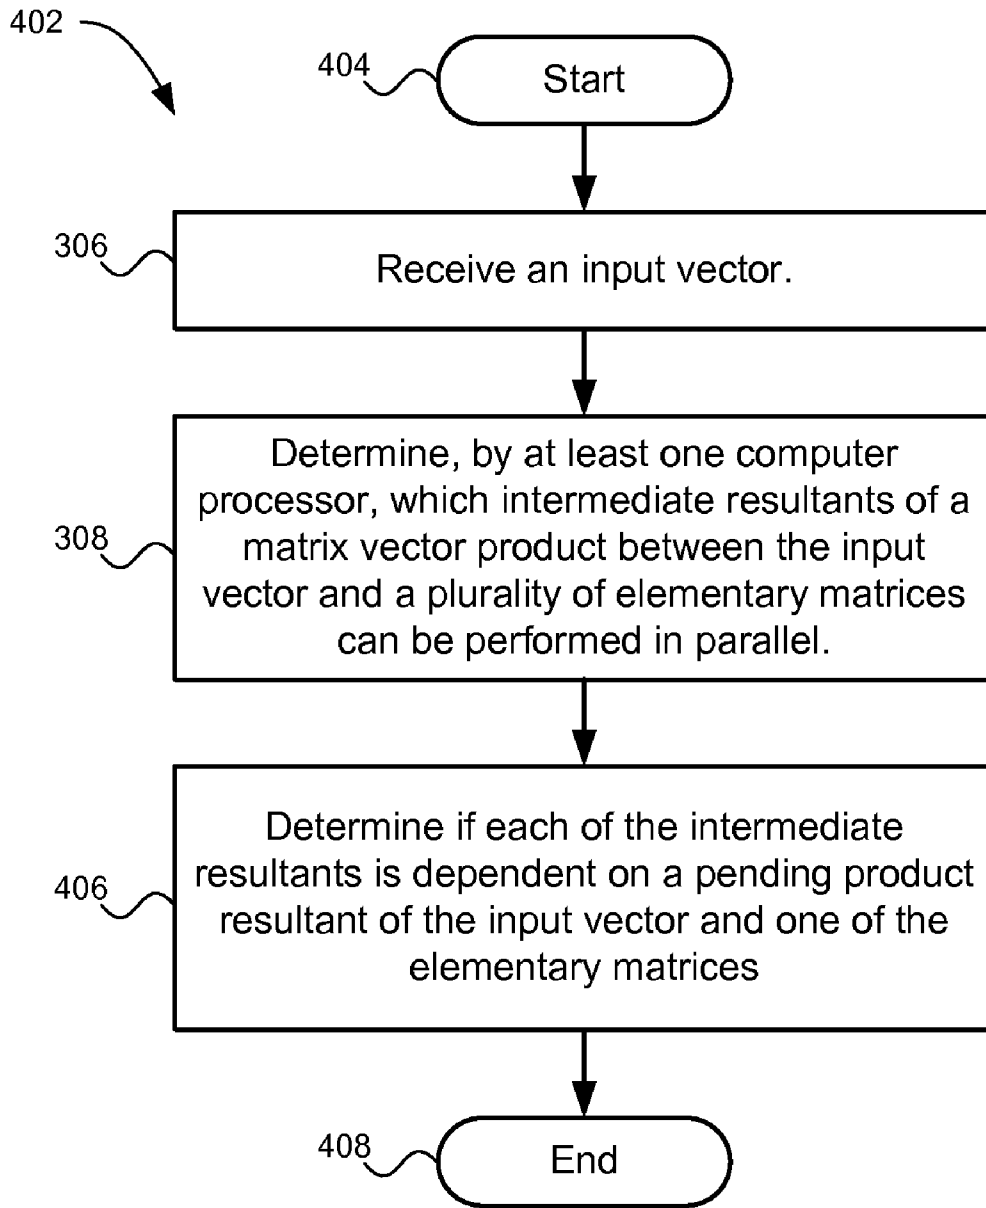 402
404
Start
306
Receive an input vector.
308
Determine, by at least one computer
processor, which intermediate resultants of a
matrix vector product between the input
vector and a plurality of elementary matrices
can be performed in parallel.
406
Determine if each of the intermediate
resultants is dependent on a pending product
resultant of the input vector and one of the
elementary matrices
408
End